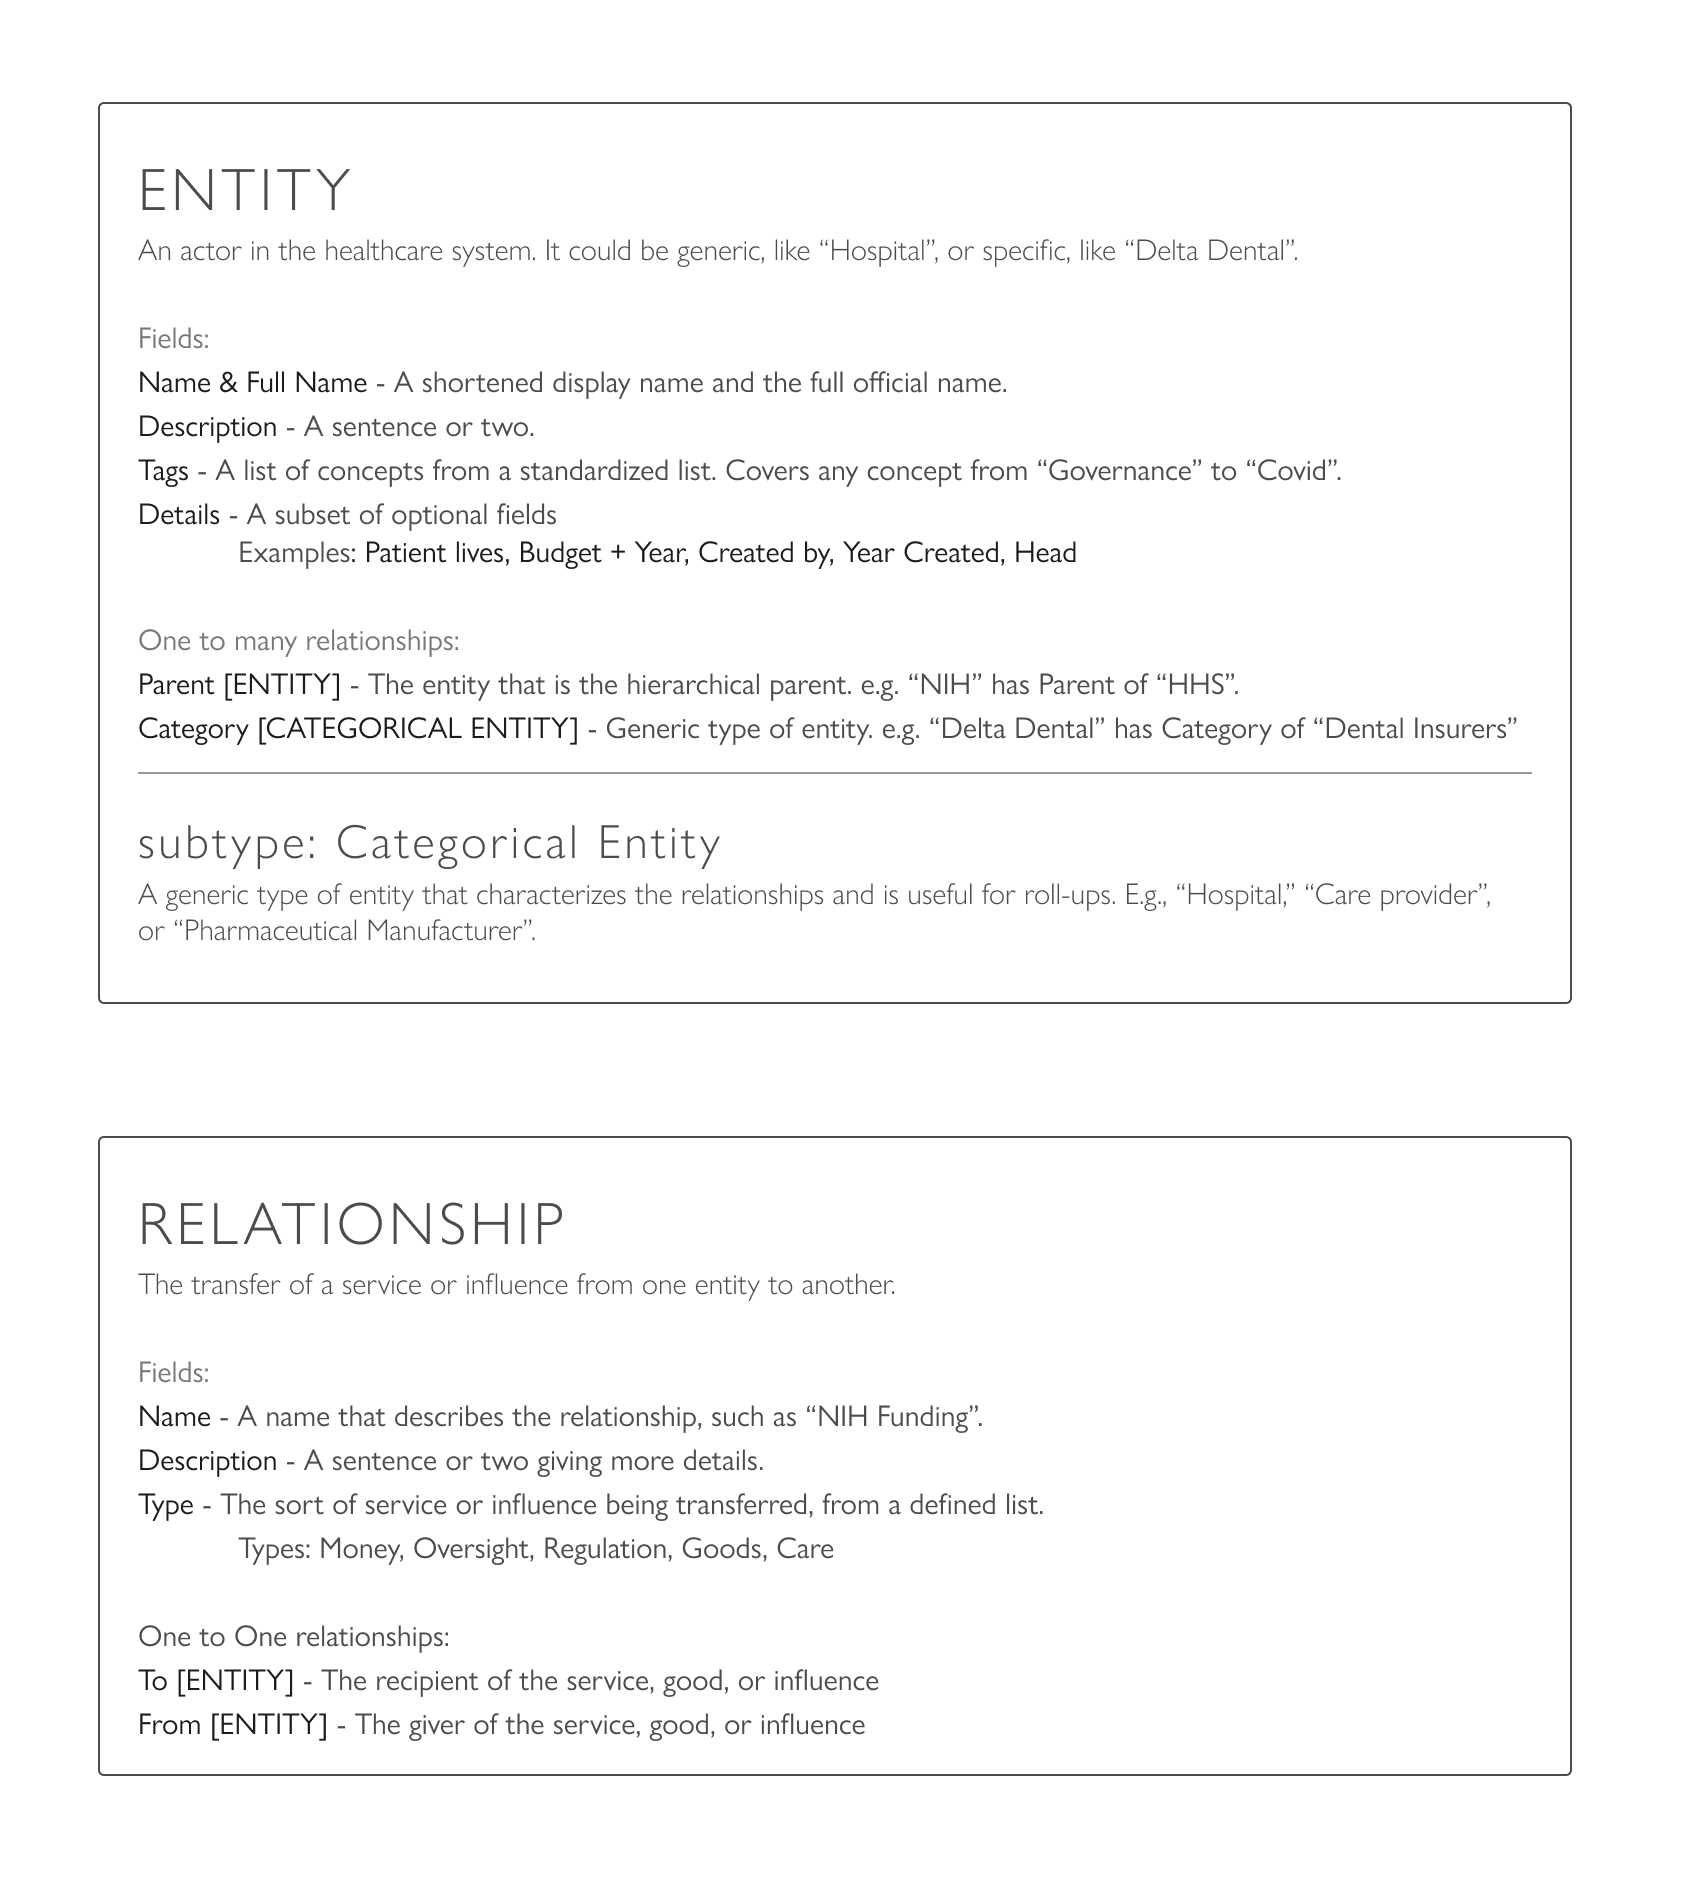 ENTITY
An actor in the healthcare system. It could be generic, like “Hospital”, or specific, like “Delta Dental”.
Fields:
Name & Full Name - A shortened display name and the full official name.
Description - A sentence or two.
Tags - A list of concepts from a standardized list. Covers any concept from “Governance” to “Covid”.
Details - A subset of optional fields
Examples: Patient lives, Budget + Year, Created by, Year Created, Head
One to many relationships:
Parent [ENTITY] - The entity that is the hierarchical parent. e.g. “NIH” has Parent of “HHS”.
Category [CATEGORICAL ENTITY] - Generic type of entity. e.g. “Delta Dental” has Category of “Dental Insurers”
subtype: Categorical Entity
A generic type of entity that characterizes the relationships and is useful for roll-ups. E.g., “Hospital,” “Care provider”,
or “Pharmaceutical Manufacturer”.
RELATIONSHIP
The transfer of a service or influence from one entity to another.
Fields:
Name - A name that describes the relationship, such as “NIH Funding”.
Description - A sentence or two giving more details.
Type - The sort of service or influence being transferred, from a defined list.
Types: Money, Oversight, Regulation, Goods, Care
One to One relationships:
To [ENTITY] - The recipient of the service, good, or influence
From [ENTITY] - The giver of the service, good, or influence